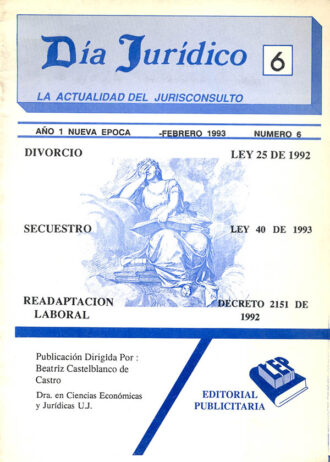 Día Jurídico
6
LA ACTUALIDAD DEL JURISCONSULTO
AÑO 1 NUEVA EPOCA -FEBRERO 1993 NUMERO 6
DIVORCIO LEY 25 DE 1992
SECUESTRO LEY 40 DE 1993
READAPTACION DECRETO 2151 DE
LABORAL 1992
Publicación Dirigida Por :
Beatríz Castelblanco de
Castro
Dra. en Ciencias Económicas
y Jurídicas U.J.
LEP
EDITORIAL
PUBLICITARIA